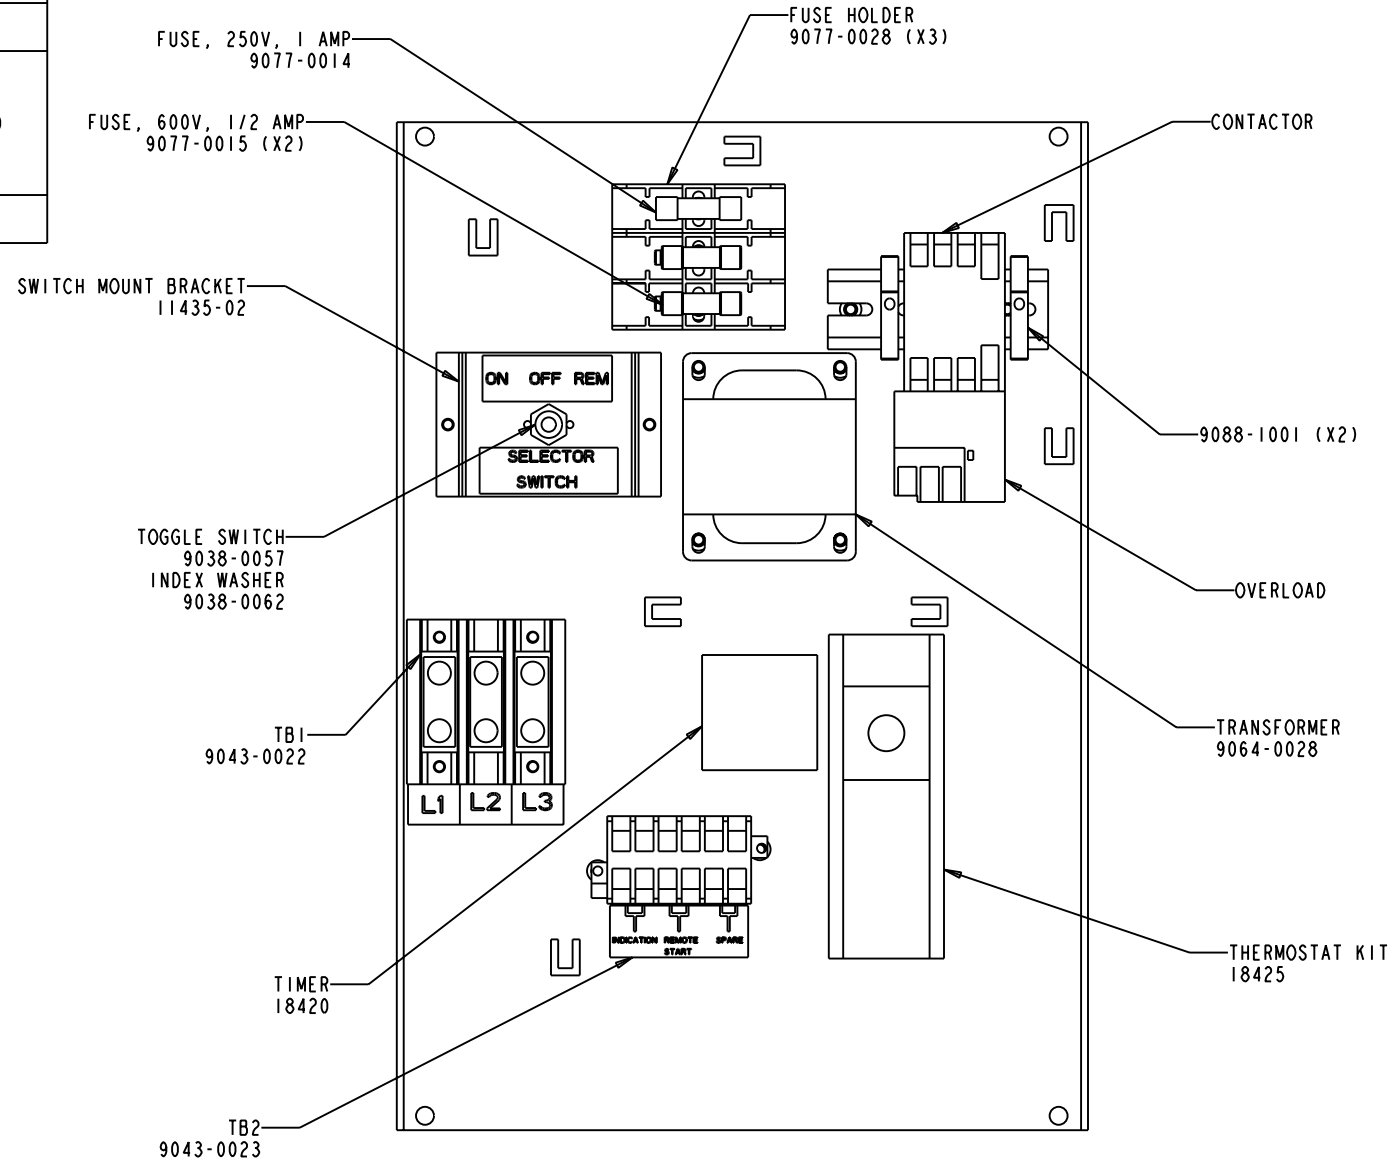 FUSE HOLDER
9077-0028 (X3)
FUSE, 250V, 1 AMP
9077-0014
FUSE, 600V, 1/2 AMP
9077-0015 (X2)
CONTACTOR
SWITCH MOUNT BRACKET
11435-02
ON OFF REM
SELECTOR
SWITCH
9088-1001 (X2)
TOGGLE SWITCH
9038-0057
INDEX WASHER
9038-0062
OVERLOAD
TB1
9043-0022
TRANSFORMER
9064-0028
L1 L2 L3
INDICATION REMOTE SPARE
START
THERMOSTAT KIT
18425
TIMER
18420
TB2
9043-0023